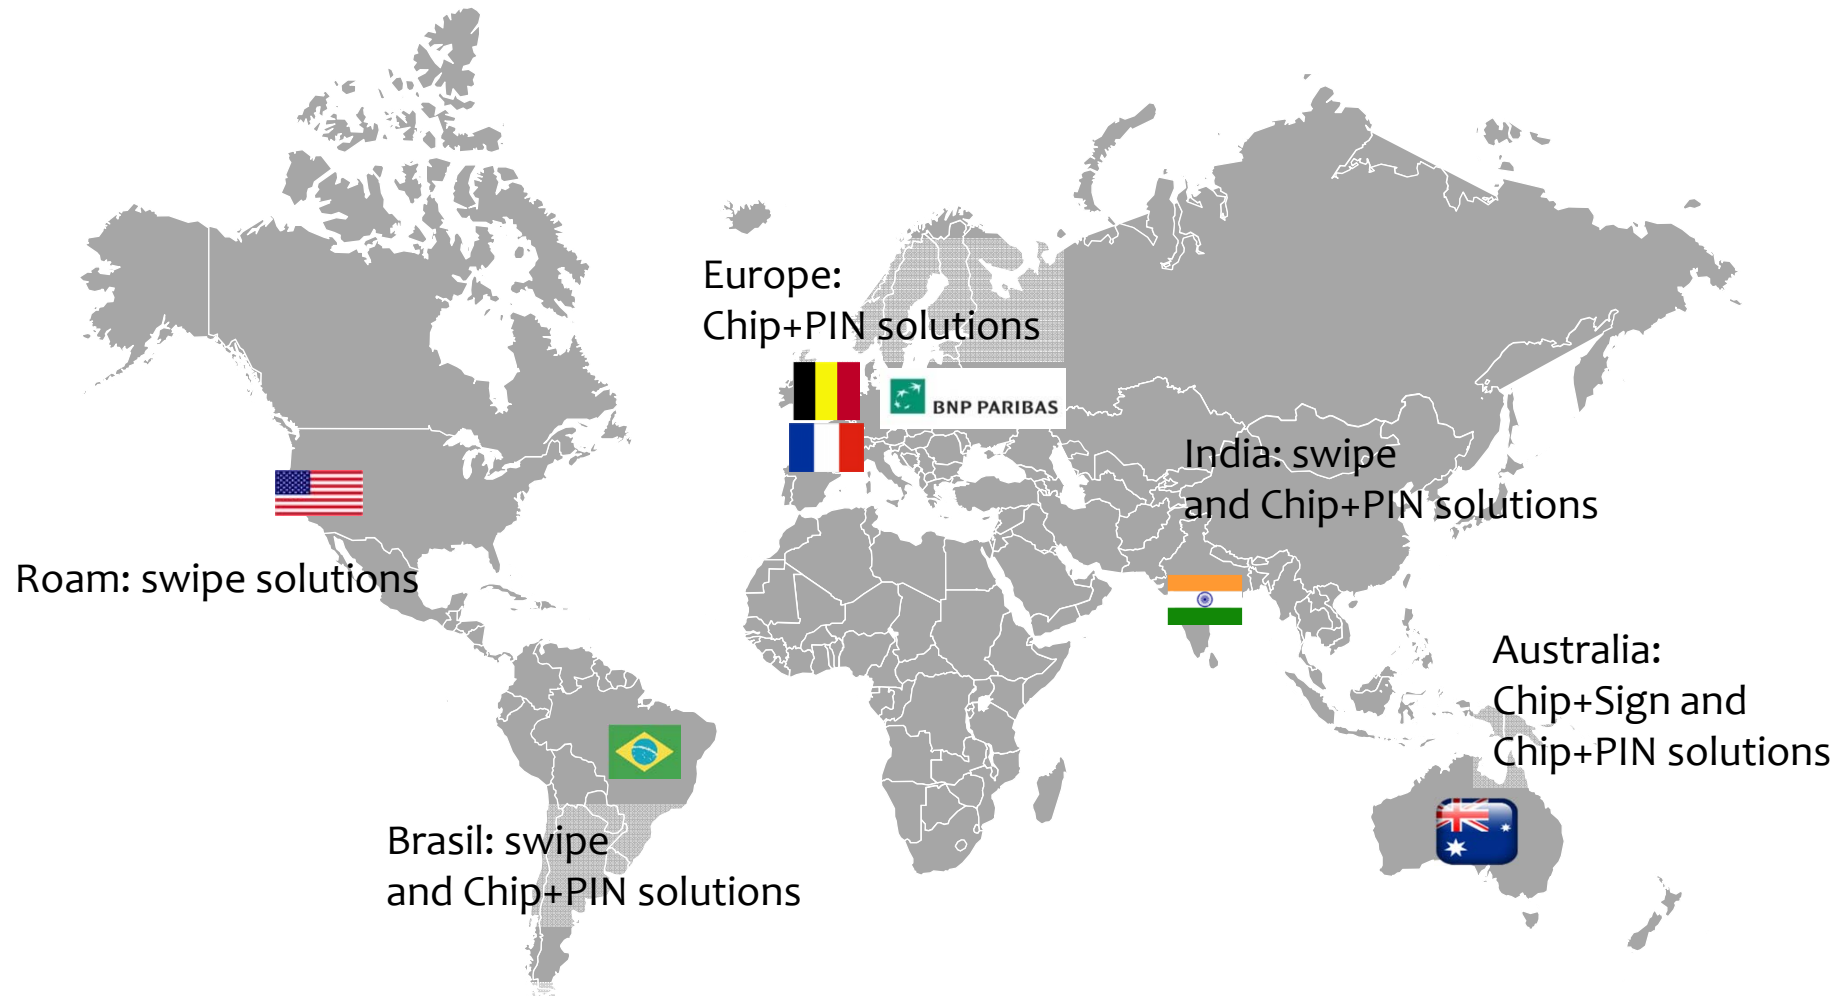 Europe:
Chip+PIN solutions
BNP PARIBAS
India: swipe
and Chip+PIN solutions
Roam: swipe solutions
Australia:
Chip+Sign and
Chip+PIN solutions
Brasil: swipe
and Chip+PIN solutions